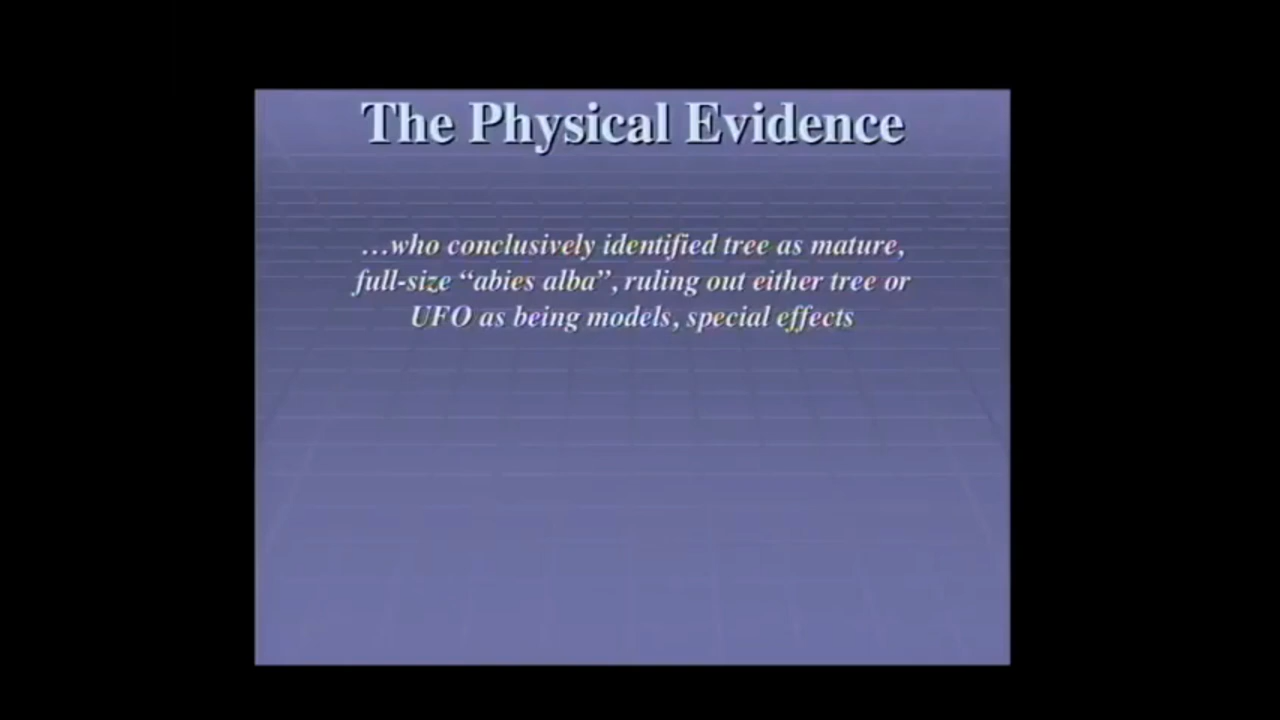 The Physical Evidence
…who conclusively identified tree as mature,
full-size “abies alba”, ruling out either tree or
UFO as being models, special effects